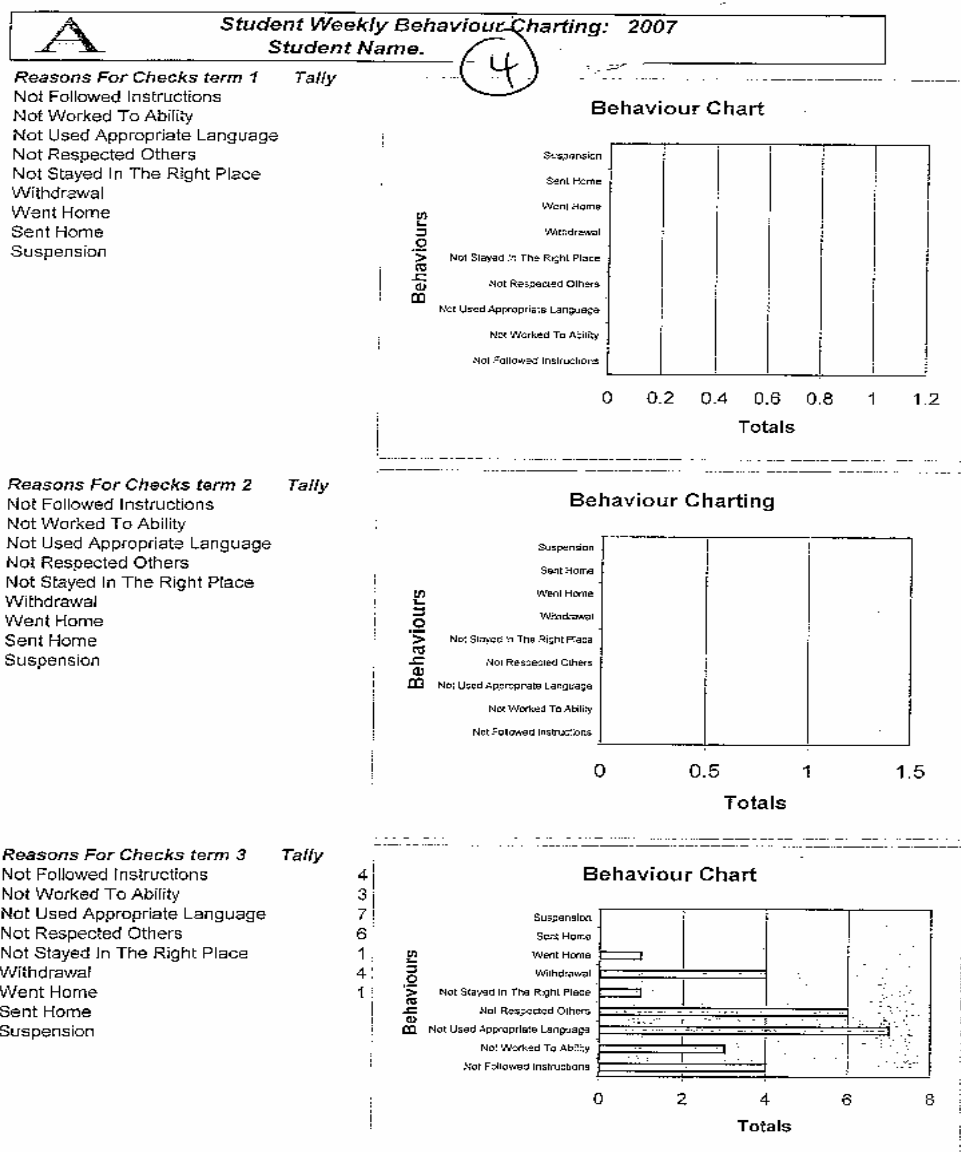 A
Student Weekly Behaviour Charting: 2007
Student Name.
4
Reasons For Checks term 1 Tally
Not Followed Instructions
Not Worked To Ability
Not Used Appropriate Language
Not Respected Others
Not Stayed In The Right Place
Withdrawal
Went Home
Sent Home
Suspension
Behaviour Chart
Behaviours
Suspension
Sent Home
Went Home
Withdrawal
Not Stayed In The Right Place
Not Respected Others
Not Used Appropriate Language
Not Worked To Ability
Not Followed Instructions
0 0.2 0.4 0.6 0.8 1 1.2
Totals
Reasons For Checks term 2 Tally
Not Followed Instructions
Not Worked To Ability
Not Used Appropriate Language
Not Respected Others
Not Stayed In The Right Place
Withdrawal
Went Home
Sent Home
Suspension
Behaviour Charting
Behaviours
Suspension
Sent Home
Went Home
Withdrawal
Not Stayed In The Right Place
Not Respected Others
Not Used Appropriate Language
Not Worked To Ability
Not Followed Instructions
0 0.5 1 1.5
Totals
Reasons For Checks term 3 Tally
Not Followed Instructions 4
Not Worked To Ability 3
Not Used Appropriate Language 7
Not Respected Others 6
Not Stayed In The Right Place 1
Withdrawal 4
Went Home 1
Sent Home
Suspension
Behaviour Chart
Behaviours
Suspension
Sent Home
Went Home
Withdrawal
Not Stayed In The Right Place
Not Respected Others
Not Used Appropriate Language
Not Worked To Ability
Not Followed Instructions
0 2 4 6 8
Totals